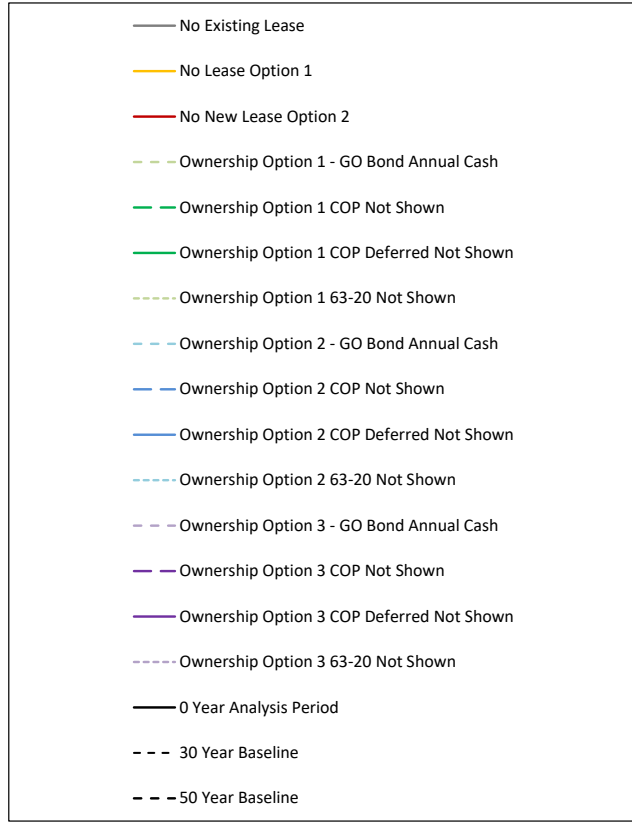 No Existing Lease
No Lease Option 1
No New Lease Option 2
Ownership Option 1 - GO Bond Annual Cash
Ownership Option 1 COP Not Shown
Ownership Option 1 COP Deferred Not Shown
Ownership Option 1 63-20 Not Shown
Ownership Option 2 - GO Bond Annual Cash
Ownership Option 2 COP Not Shown
Ownership Option 2 COP Deferred Not Shown
Ownership Option 2 63-20 Not Shown
Ownership Option 3 - GO Bond Annual Cash
Ownership Option 3 COP Not Shown
Ownership Option 3 COP Deferred Not Shown
Ownership Option 3 63-20 Not Shown
0 Year Analysis Period
30 Year Baseline
50 Year Baseline